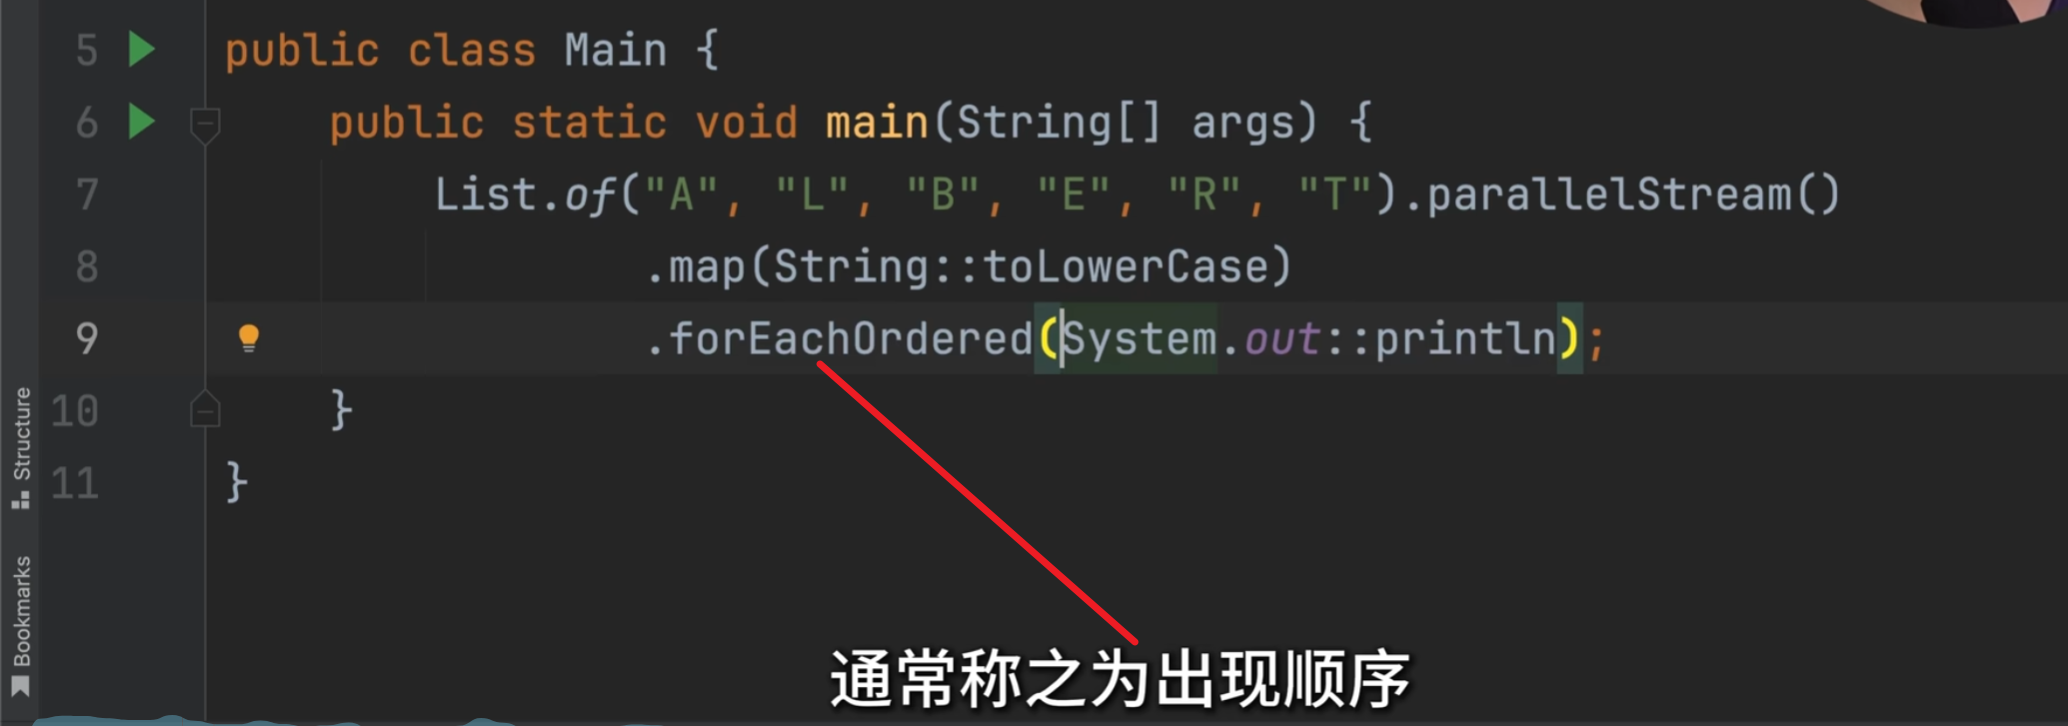 5 public class Main {
6 public static void main(String[] args) {
7 List.of("A", "L", "B", "E", "R", "T").parallelStream()
8 .map(String::toLowerCase)
9 .forEachOrdered(System.out::println);
10 }
11 }
Structure
Bookmarks
通常称之为出现顺序